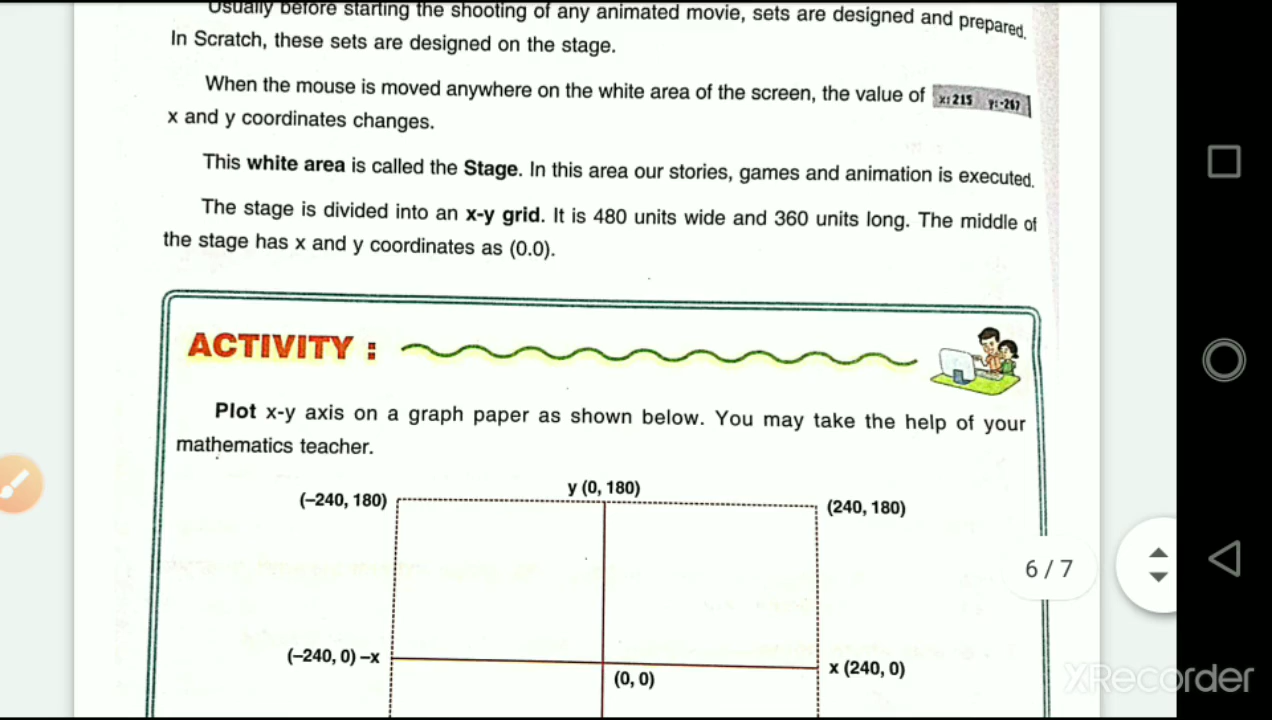 Usually before starting the shooting of any animated movie, sets are designed and prepared.
In Scratch, these sets are designed on the stage.
When the mouse is moved anywhere on the white area of the screen, the value of x: 215 y: -267
x and y coordinates changes.
This white area is called the Stage. In this area our stories, games and animation is executed.
The stage is divided into an x-y grid. It is 480 units wide and 360 units long. The middle of
the stage has x and y coordinates as (0.0).
ACTIVITY :
Plot x-y axis on a graph paper as shown below. You may take the help of your
mathematics teacher.
y (0, 180)
(–240, 180)
(240, 180)
6 / 7
(–240, 0) –x
x (240, 0)
(0, 0)
XRecorder